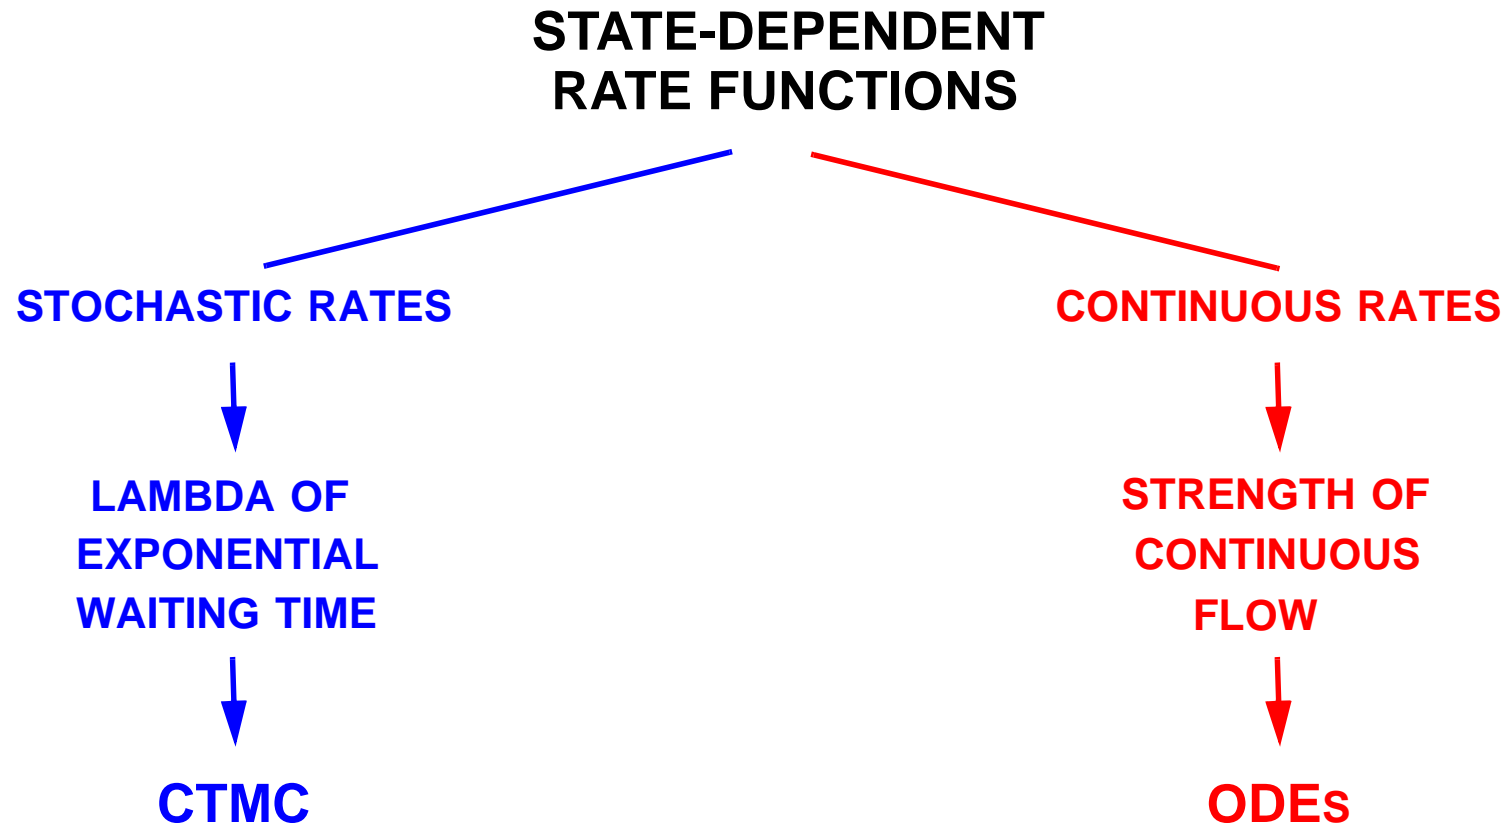 STATE-DEPENDENT
RATE FUNCTIONS
STOCHASTIC RATES
CONTINUOUS RATES
LAMBDA OF
EXPONENTIAL
WAITING TIME
STRENGTH OF
CONTINUOUS
FLOW
CTMC
ODEs